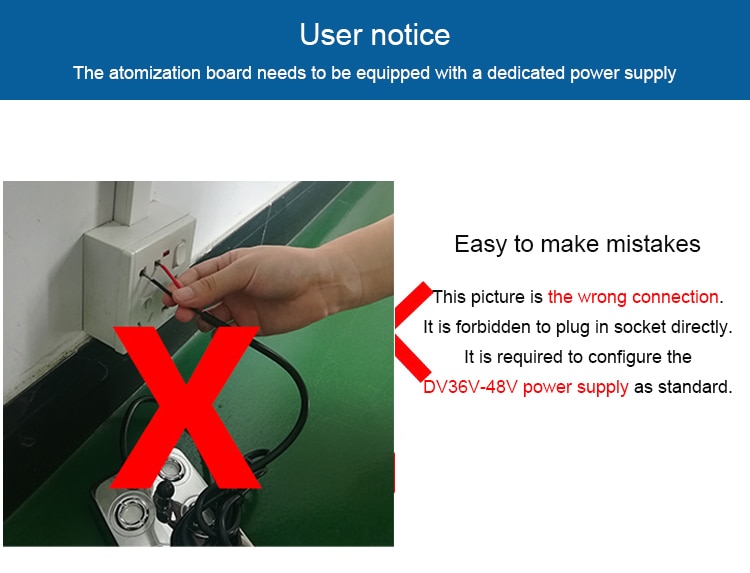 User notice
The atomization board needs to be equipped with a dedicated power supply
Easy to make mistakes
This picture is the wrong connection.
It is forbidden to plug in socket directly.
It is required to configure the
DV36V-48V power supply as standard.
X